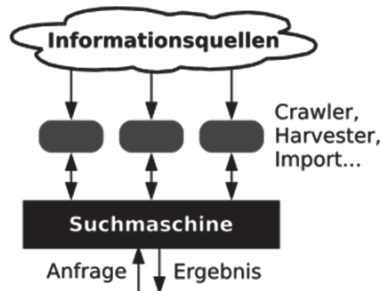 Informationsquellen
Crawler,
Harvester,
Import...
Suchmaschine
Anfrage Ergebnis